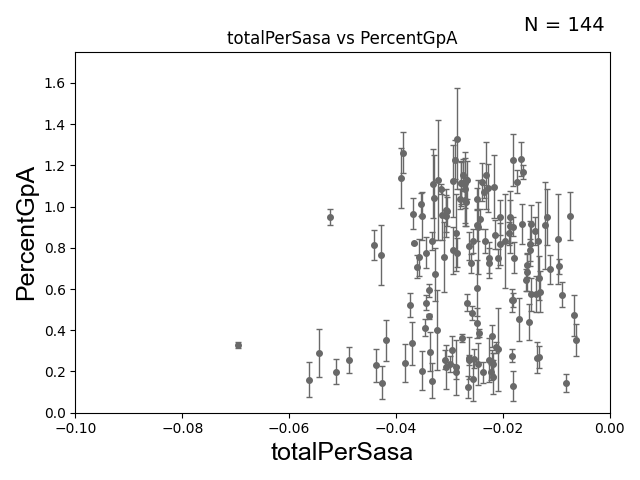 N = 144
totalPerSasa vs PercentGpA
PercentGpA
1.6
1.4
1.2
1.0
0.8
0.6
0.4
0.2
0.0
−0.10 −0.08 −0.06 −0.04 −0.02 0.00
totalPerSasa